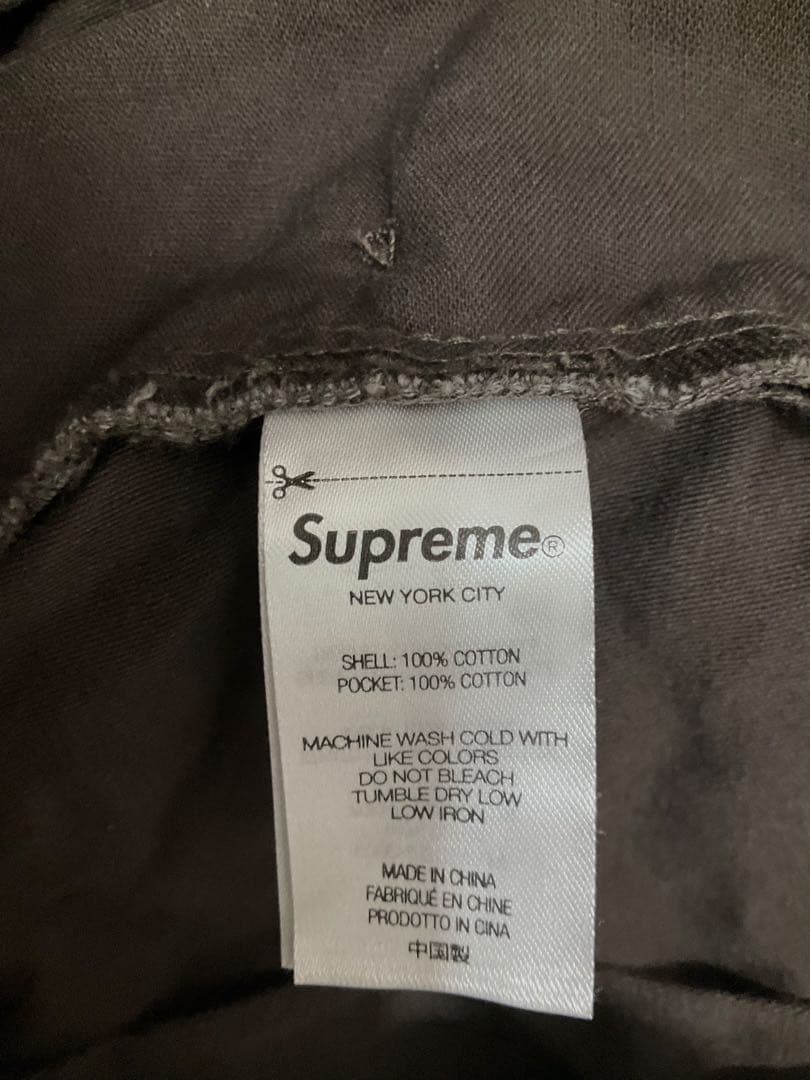 Supreme®
NEW YORK CITY
SHELL: 100% COTTON
POCKET: 100% COTTON
MACHINE WASH COLD WITH
LIKE COLORS
DO NOT BLEACH
TUMBLE DRY LOW
LOW IRON
MADE IN CHINA
FABRIQUÉ EN CHINE
PRODOTTO IN CINA
中国製